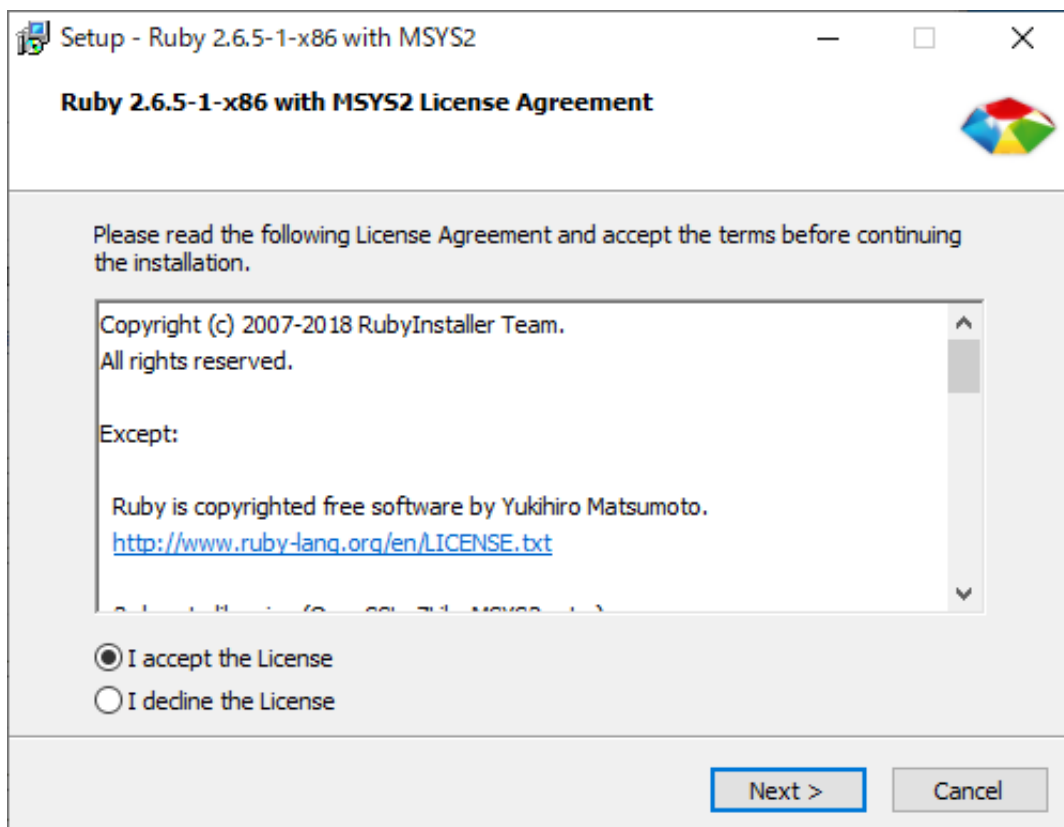 Setup - Ruby 2.6.5-1-x86 with MSYS2
Ruby 2.6.5-1-x86 with MSYS2 License Agreement
Please read the following License Agreement and accept the terms before continuing
the installation.
Copyright (c) 2007-2018 RubyInstaller Team.
All rights reserved.
Except:
Ruby is copyrighted free software by Yukihiro Matsumoto.
http://www.ruby-lang.org/en/LICENSE.txt
I accept the License
I decline the License
Next >
Cancel